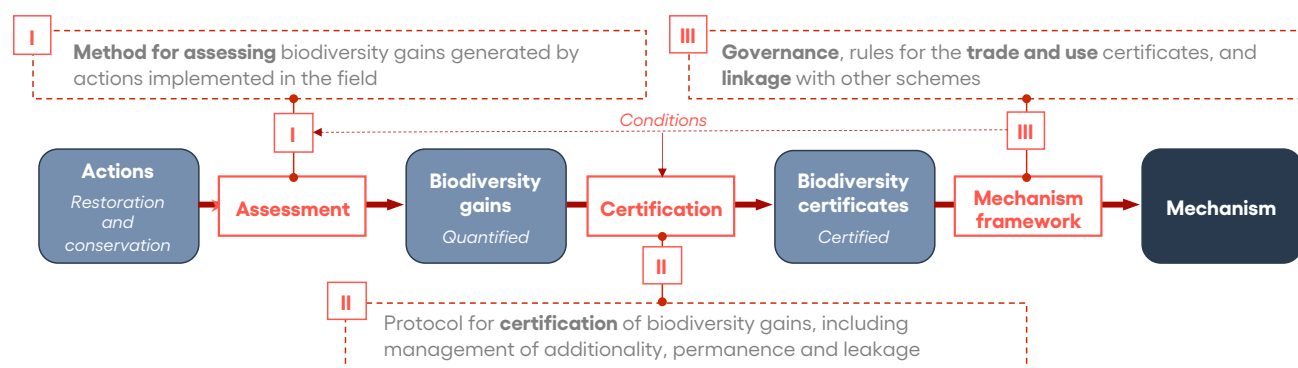 I
Method for assessing biodiversity gains generated by
actions implemented in the field
III
Governance, rules for the trade and use certificates, and
linkage with other schemes
Conditions
I
III
Actions
Restoration
and
conservation
Assessment
Biodiversity
gains
Quantified
Certification
Biodiversity
certificates
Certified
Mechanism
framework
Mechanism
II
II
Protocol for certification of biodiversity gains, including
management of additionality, permanence and leakage